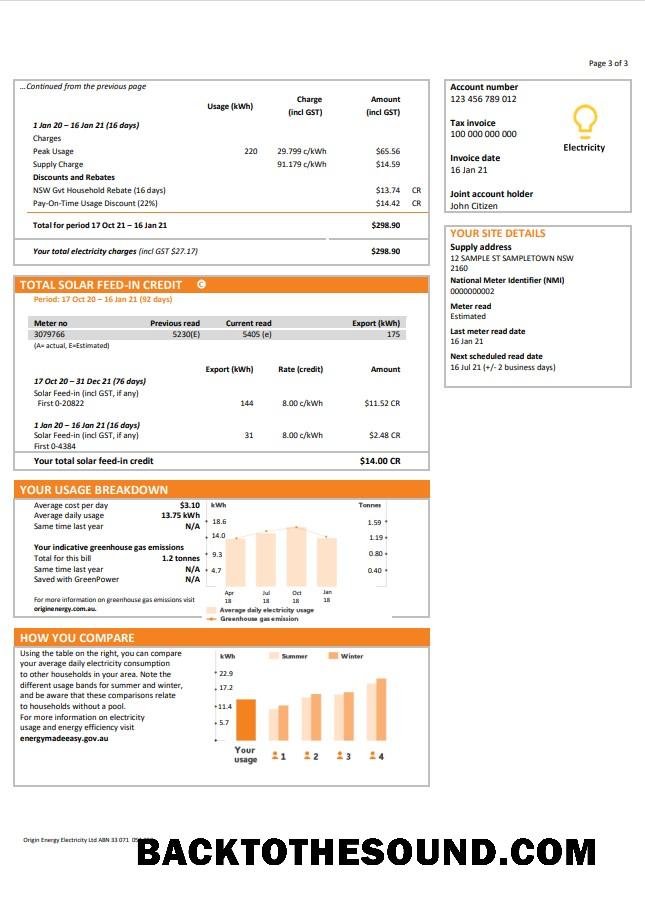 Page 3 of 3
...Continued from the previous page
Usage (kWh) Charge (incl GST) Amount (incl GST)
1 Jan 20 – 16 Jan 21 (16 days)
Charges
Peak Usage 220 29.799 c/kWh $65.56
Supply Charge 91.179 c/kWh $14.59
Discounts and Rebates
NSW Gvt Household Rebate (16 days) $13.74 CR
Pay-On-Time Usage Discount (22%) $14.42 CR
Total for period 17 Oct 21 – 16 Jan 21 $298.90
Your total electricity charges (incl GST $27.17) $298.90
Account number
123 456 789 012
Tax invoice
100 000 000 000
Electricity
Invoice date
16 Jan 21
Joint account holder
John Citizen
YOUR SITE DETAILS
Supply address
12 SAMPLE ST SAMPLETOWN NSW
2160
National Meter Identifier (NMI)
0000000002
Meter read
Estimated
Last meter read date
16 Jan 21
Next scheduled read date
16 Jul 21 (+/- 2 business days)
TOTAL SOLAR FEED-IN CREDIT C
Period: 17 Oct 20 – 16 Jan 21 (92 days)
Meter no Previous read Current read Export (kWh)
3079766 5230(E) 5405 (e) 175
(A= actual, E=Estimated)
Export (kWh) Rate (credit) Amount
17 Oct 20 – 31 Dec 21 (76 days)
Solar Feed-in (incl GST, if any)
First 0-20822 144 8.00 c/kWh $11.52 CR
1 Jan 20 – 16 Jan 21 (16 days)
Solar Feed-in (incl GST, if any) 31 8.00 c/kWh $2.48 CR
First 0-4384
Your total solar feed-in credit $14.00 CR
YOUR USAGE BREAKDOWN
Average cost per day $3.10
Average daily usage 13.75 kWh
Same time last year N/A
Your indicative greenhouse gas emissions
Total for this bill 1.2 tonnes
Same time last year N/A
Saved with GreenPower N/A
For more information on greenhouse gas emissions visit
originenergy.com.au.
kWh Tonnes
18.6 1.59
14.0 1.19
9.3 0.80
4.7 0.40
Apr Jul Oct Jan
18 18 18 18
Average daily electricity usage
Greenhouse gas emission
HOW YOU COMPARE
Using the table on the right, you can compare
your average daily electricity consumption
to other households in your area. Note the
different usage bands for summer and winter,
and be aware that these comparisons relate
to households without a pool.
For more information on electricity
usage and energy efficiency visit
energymadeeasy.gov.au
kWh Summer Winter
22.9
17.2
11.4
5.7
Your usage 1 2 3 4
Origin Energy Electricity Ltd ABN 33 071
BACKTOTHESOUND.COM